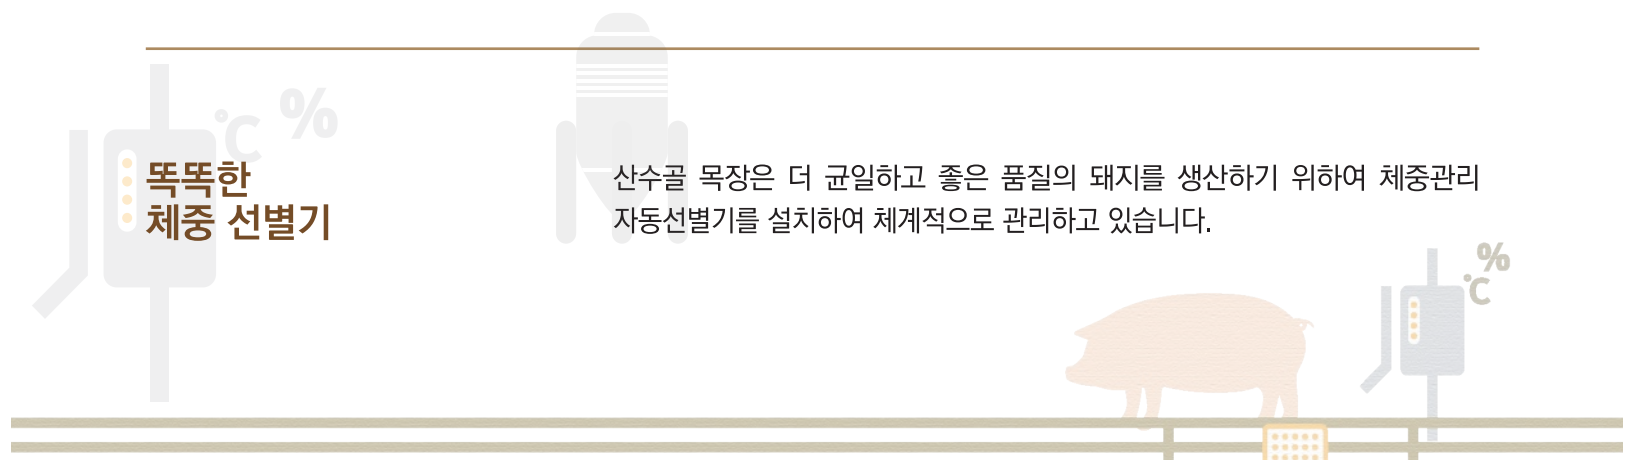 ℃ %
똑똑한
체중 선별기
산수골 목장은 더 균일하고 좋은 품질의 돼지를 생산하기 위하여 체중관리
자동선별기를 설치하여 체계적으로 관리하고 있습니다.
%
℃